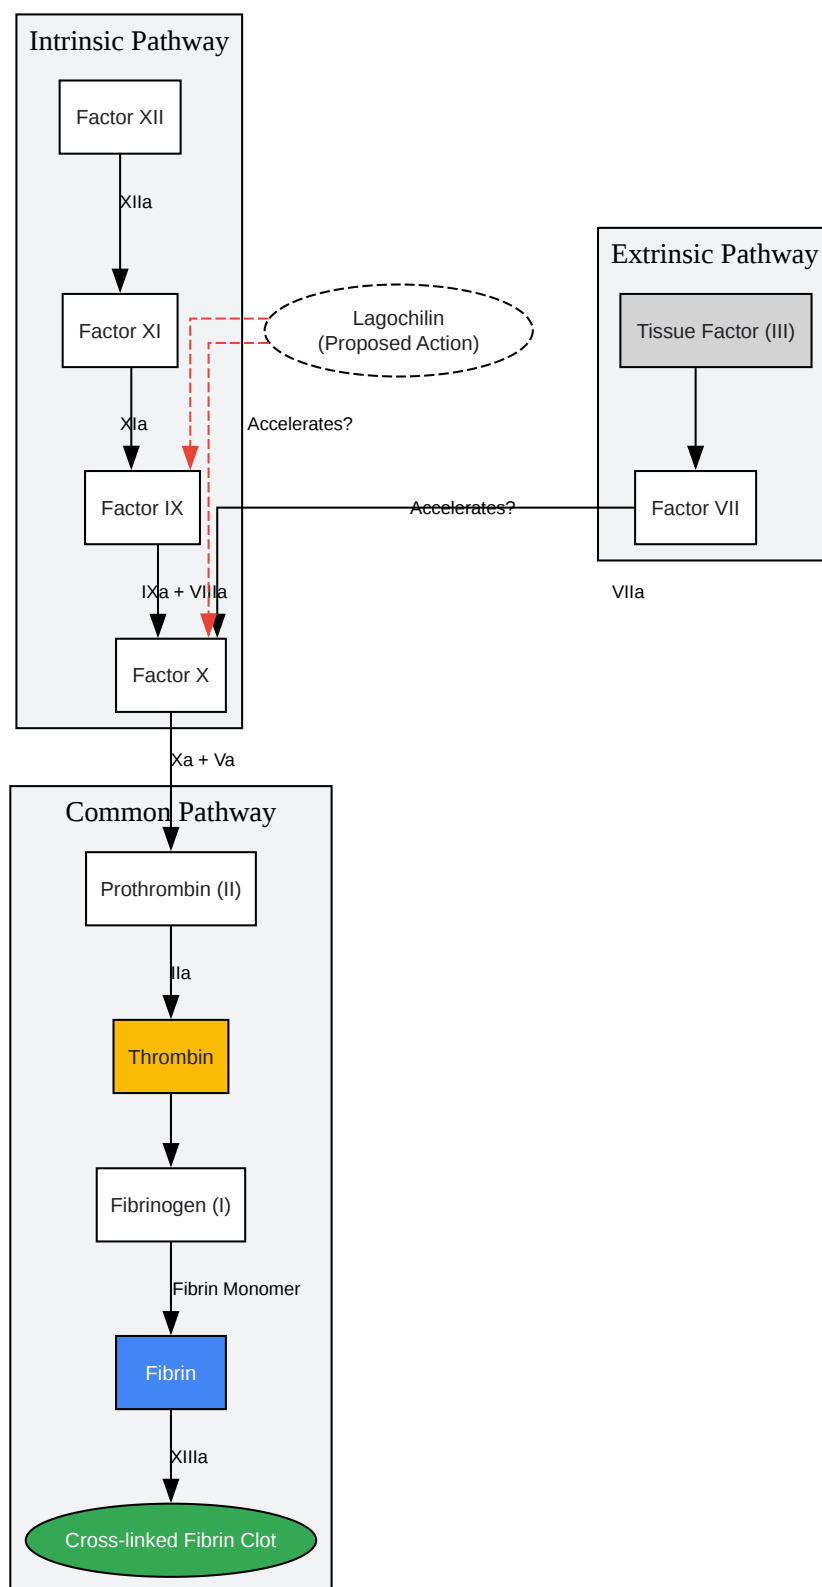 Intrinsic Pathway
Factor XII
XIIa
Factor XI
Lagochilin
(Proposed Action)
Extrinsic Pathway
Tissue Factor (III)
XIa
Accelerates?
Factor IX
Accelerates?
Factor VII
IXa + VIIIa
VIIa
Factor X
Xa + Va
Common Pathway
Prothrombin (II)
IIa
Thrombin
Fibrinogen (I)
Fibrin Monomer
Fibrin
XIIIa
Cross-linked Fibrin Clot